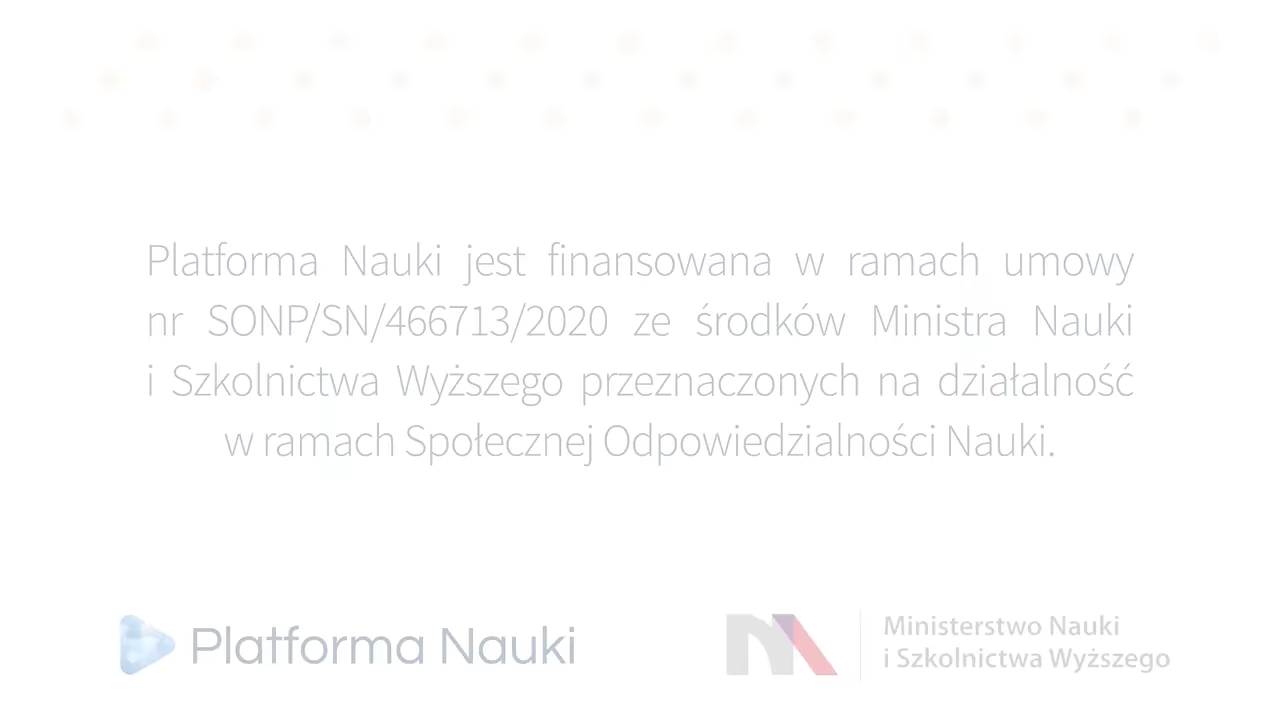 Platforma Nauki jest finansowana w ramach umowy
nr SONP/SN/466713/2020 ze środków Ministra Nauki
i Szkolnictwa Wyższego przeznaczonych na działalność
w ramach Społecznej Odpowiedzialności Nauki.
Platforma Nauki
Ministerstwo Nauki
i Szkolnictwa Wyższego